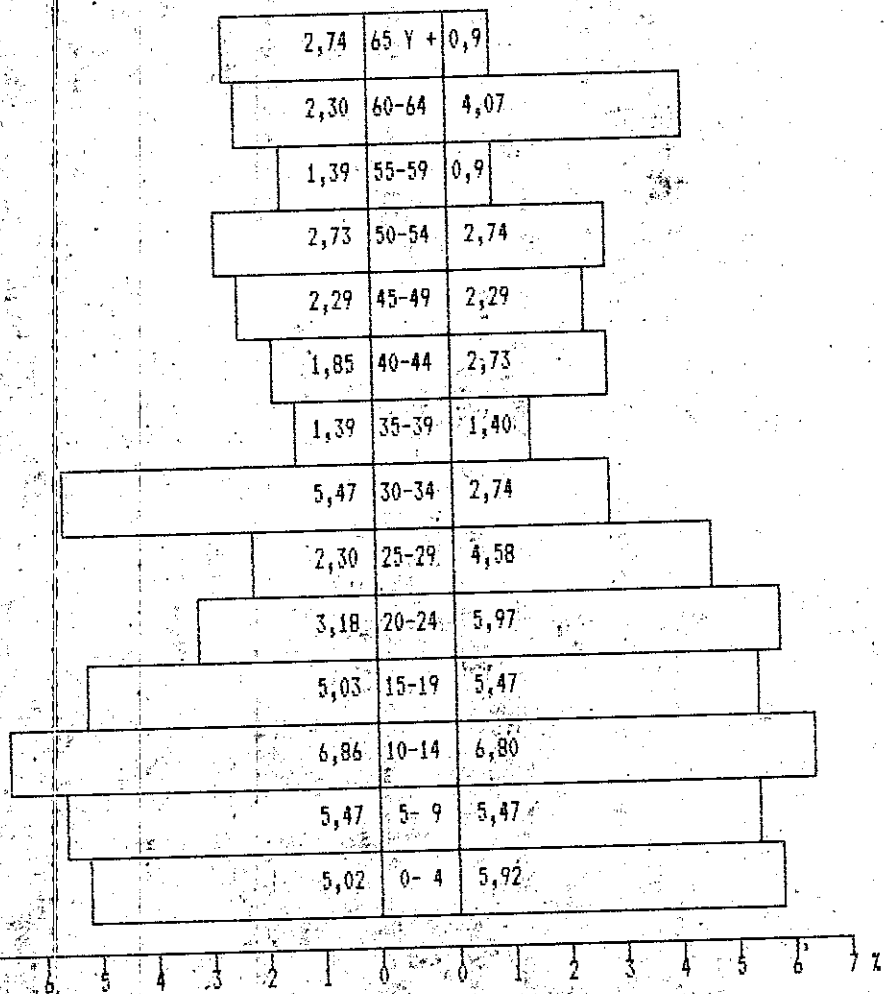 2,74 65 Y + 0,9
2,30 60-64 4,07
1,39 55-59 0,9
2,73 50-54 2,74
2,29 45-49 2,29
1,85 40-44 2,73
1,39 35-39 1,40
5,47 30-34 2,74
2,30 25-29 4,58
3,18 20-24 5,97
5,03 15-19 5,47
6,86 10-14 6,80
5,47 5- 9 5,47
5,02 0- 4 5,92
6 5 4 3 2 1 0 0 1 2 3 4 5 6 7 %